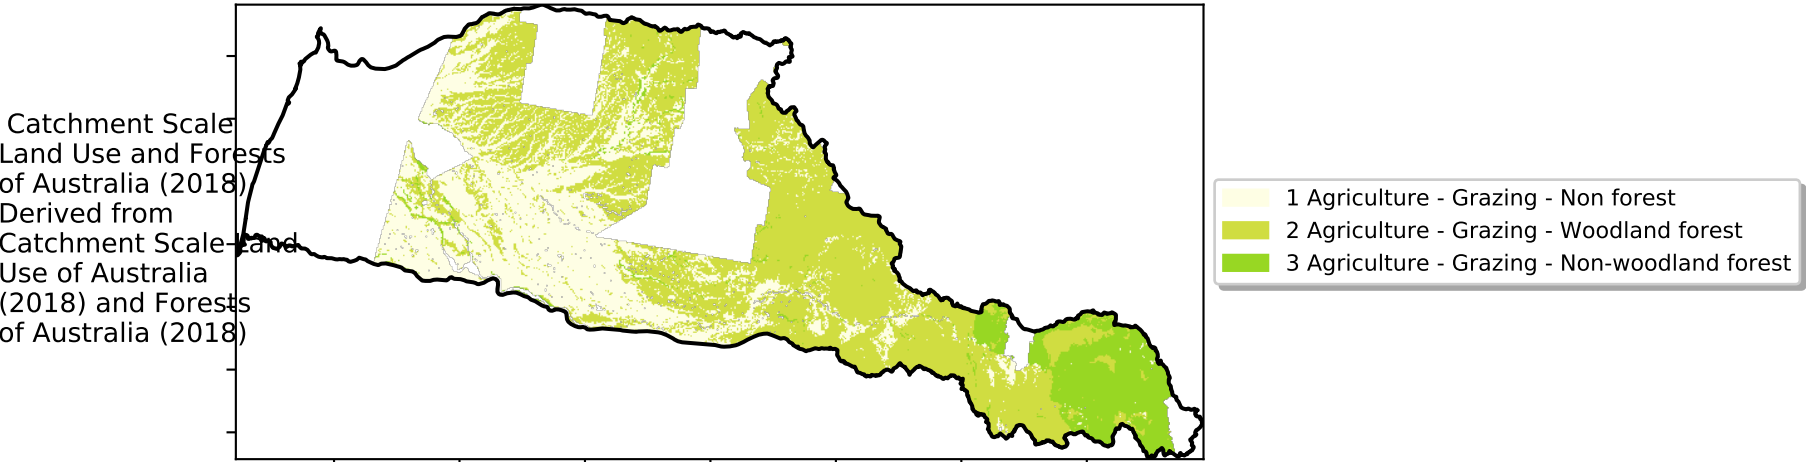 Catchment Scale
Land Use and Forests
of Australia (2018)
Derived from
Catchment Scale Land
Use of Australia
(2018) and Forests
of Australia (2018)
1 Agriculture - Grazing - Non forest
2 Agriculture - Grazing - Woodland forest
3 Agriculture - Grazing - Non-woodland forest